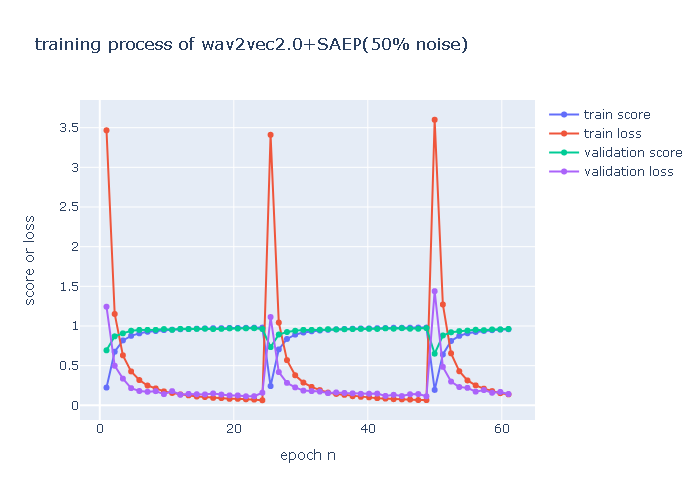 training process of wav2vec2.0+SAEP(50% noise)
train score
train loss
validation score
validation loss
3.5
3
2.5
2
1.5
1
0.5
0
score or loss
0
20
40
60
epoch n